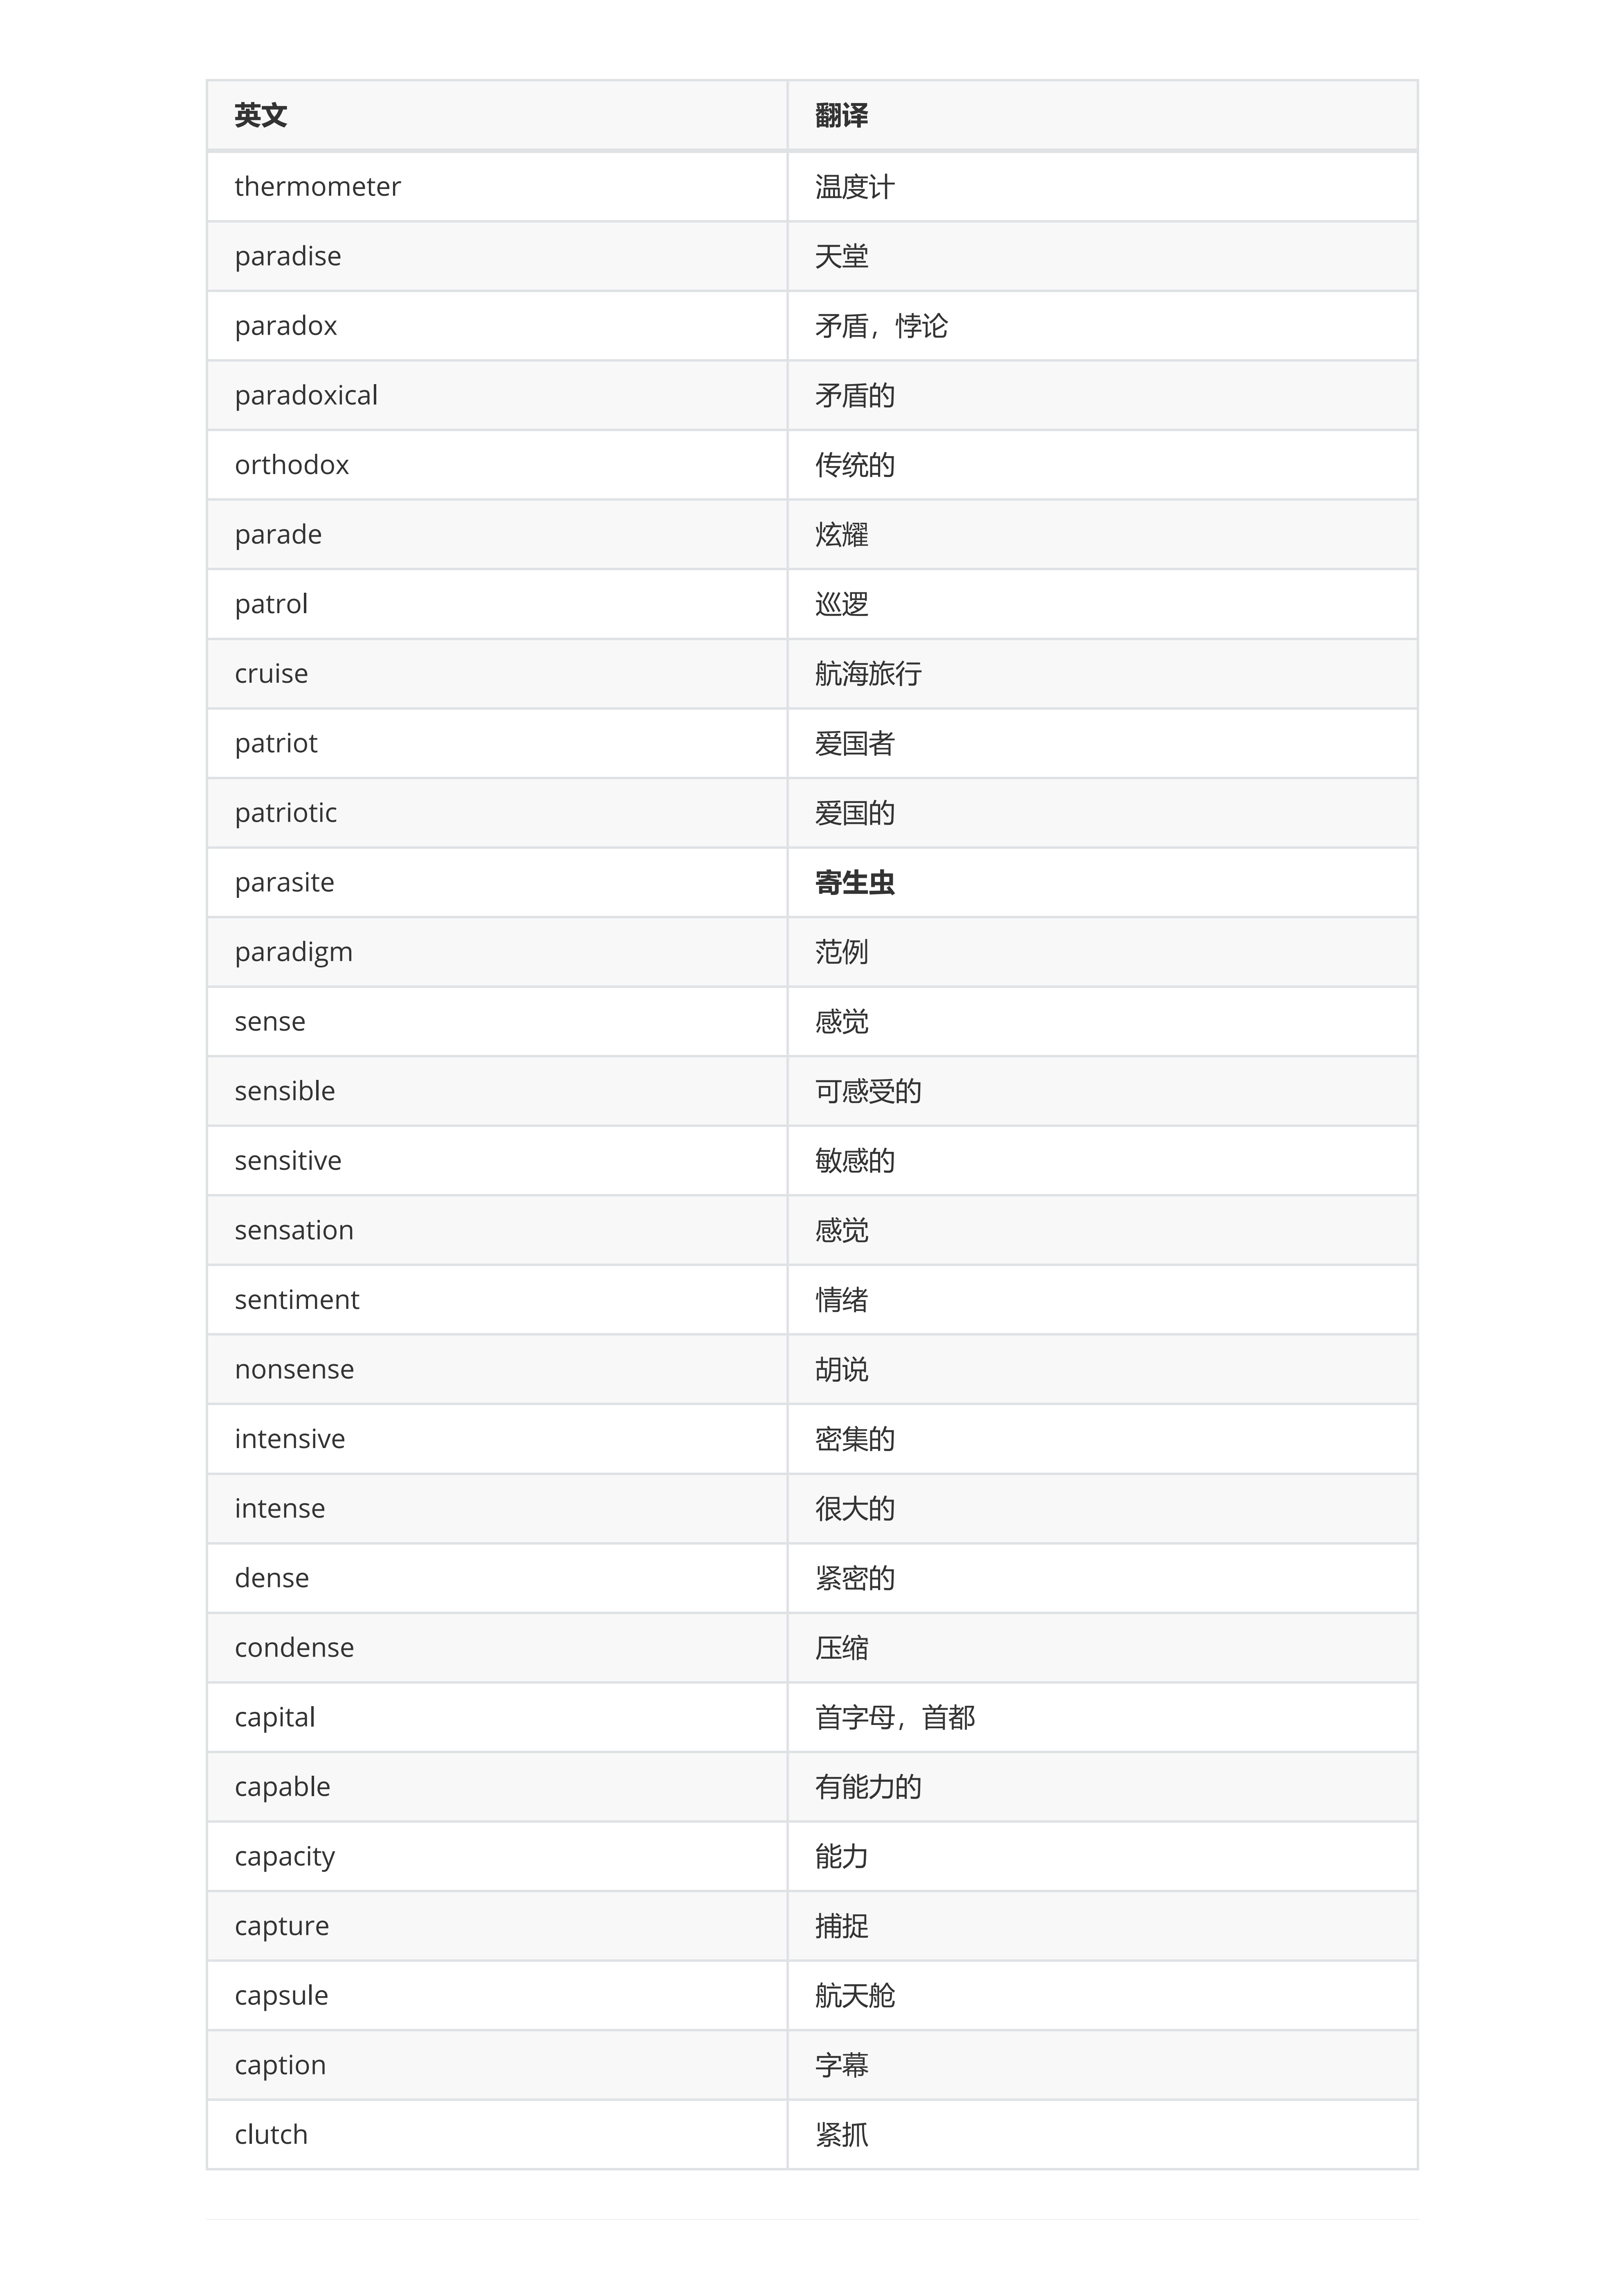 英文 翻译
thermometer 温度计
paradise 天堂
paradox 矛盾，悖论
paradoxical 矛盾的
orthodox 传统的
parade 炫耀
patrol 巡逻
cruise 航海旅行
patriot 爱国者
patriotic 爱国的
parasite 寄生虫
paradigm 范例
sense 感觉
sensible 可感受的
sensitive 敏感的
sensation 感觉
sentiment 情绪
nonsense 胡说
intensive 密集的
intense 很大的
dense 紧密的
condense 压缩
capital 首字母，首都
capable 有能力的
capacity 能力
capture 捕捉
capsule 航天舱
caption 字幕
clutch 紧抓